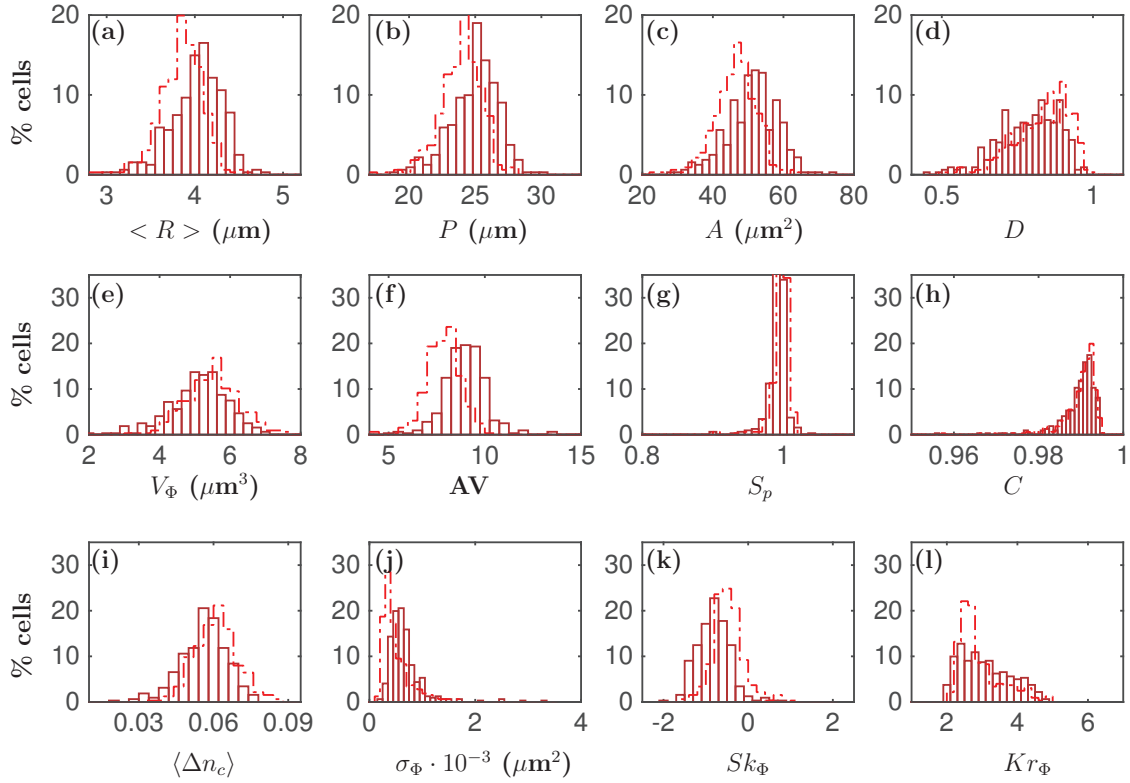 (a) (b) (c) (d)
% cells
20 20 20 20
10 10 10 10
0 0 0 0
3 4 5 20 25 30 20 40 60 80 0.5 1
< R > (μm) P (μm) A (μm²) D
(e) (f) (g) (h)
% cells
30 30 30 30
20 20 20 20
10 10 10 10
0 0 0 0
2 4 6 8 5 10 15 0.8 1 0.96 0.98 1
V_Φ (μm³) AV S_p C
(i) (j) (k) (l)
% cells
30 30 30 30
20 20 20 20
10 10 10 10
0 0 0 0
0.03 0.06 0.09 0 2 4 -2 0 2 2 4 6
⟨Δn_c⟩ σ_Φ · 10⁻³ (μm²) Sk_Φ Kr_Φ